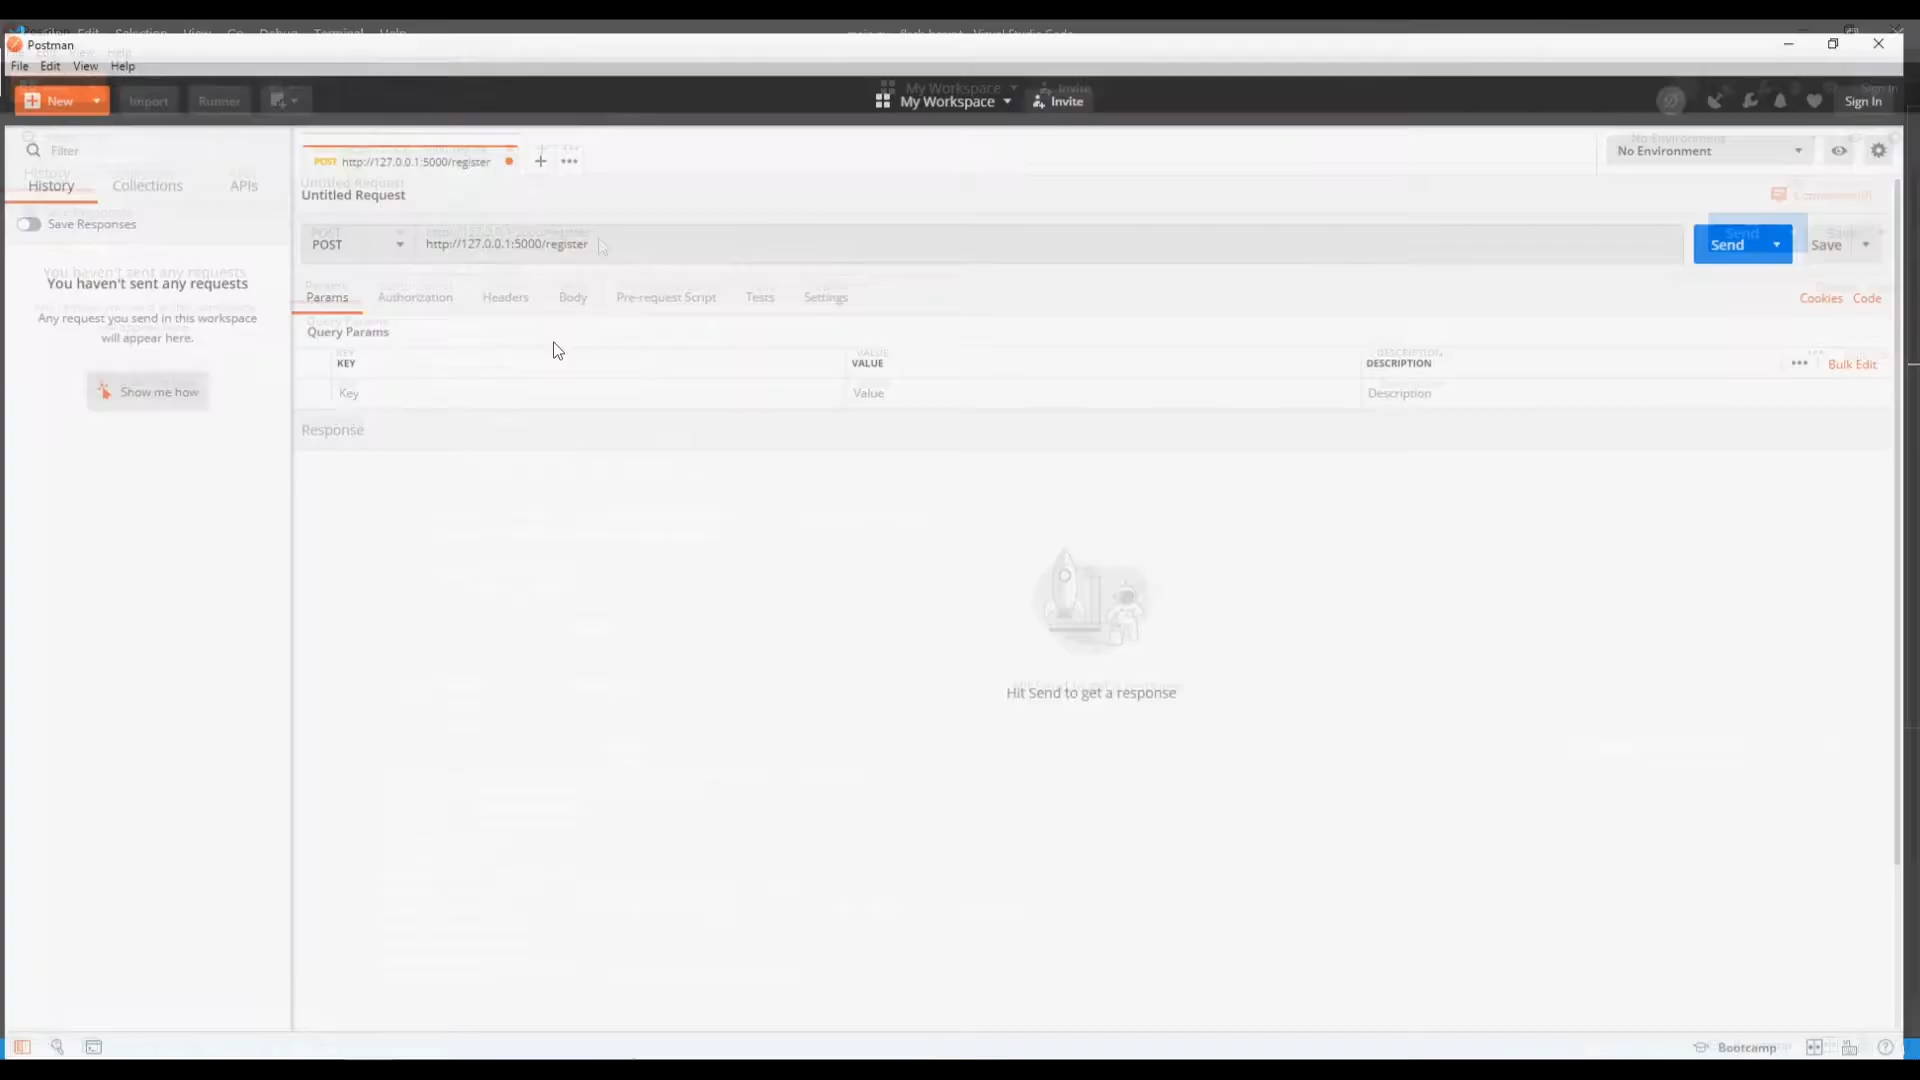 Postman
File Edit View Help
New Import Runner My Workspace Invite Sign In
Filter
History Collections APIs
Save Responses
You haven't sent any requests
Any request you send in this workspace
will appear here.
Show me how
POST http://127.0.0.1:5000/register
No Environment
Untitled Request
POST http://127.0.0.1:5000/register Send Save
Params Authorization Headers Body Pre-request Script Tests Settings Cookies Code
Query Params
KEY VALUE DESCRIPTION Bulk Edit
Key Value Description
Response
Hit Send to get a response
Bootcamp